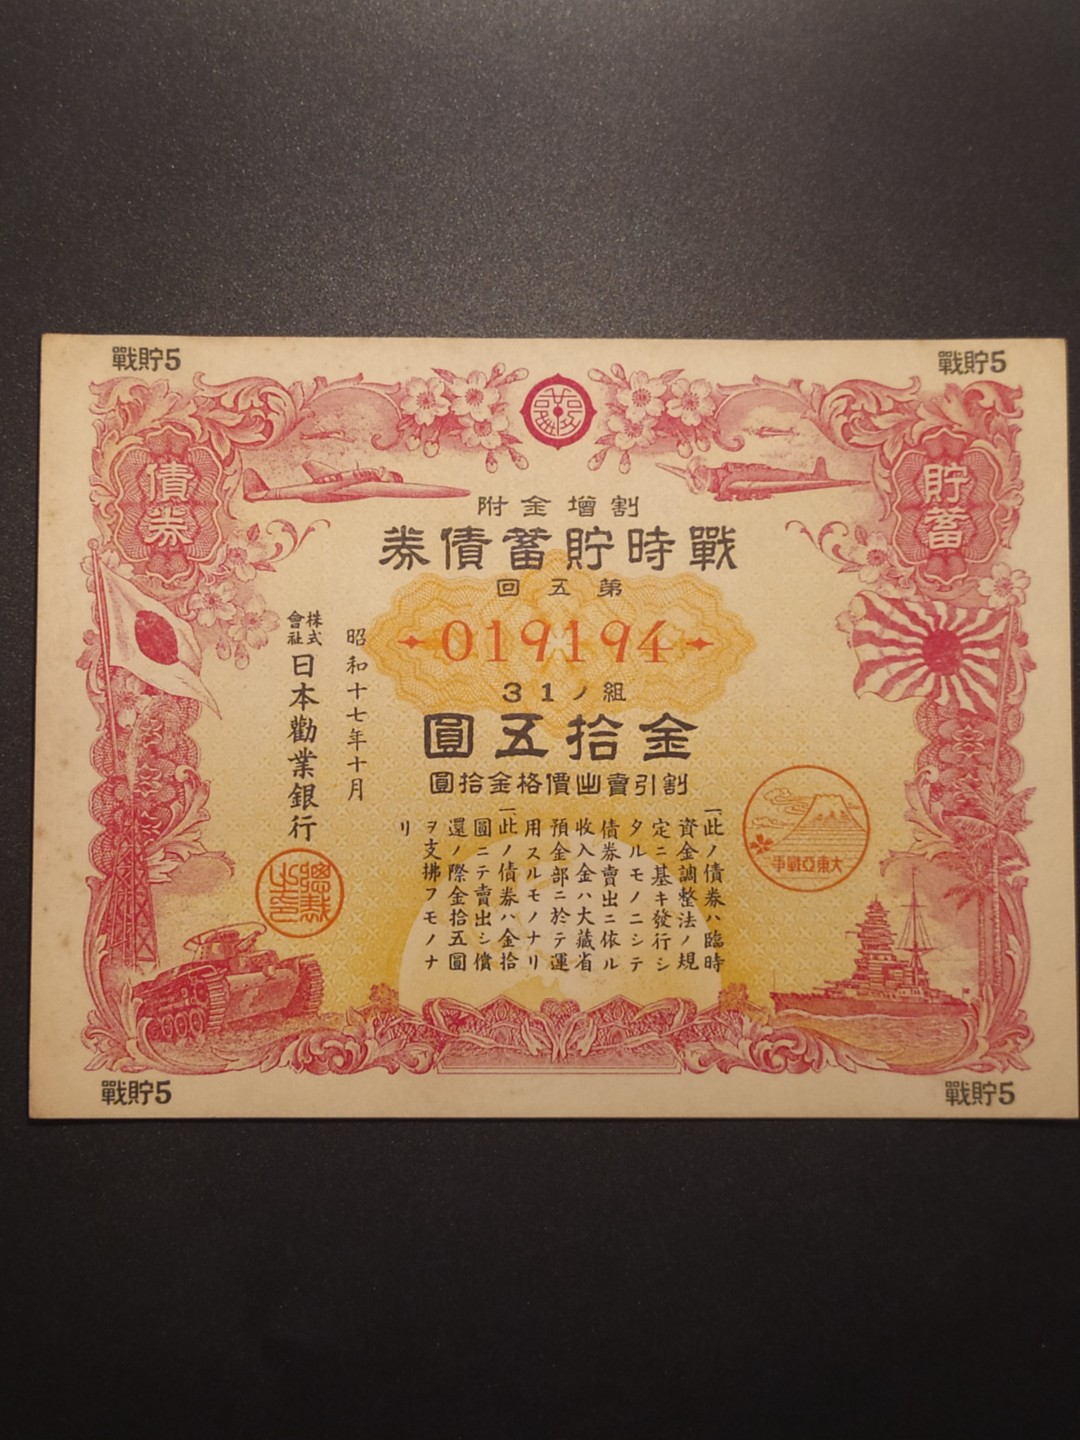 戰貯5
戰貯5
貯蓄
債券
割增金附
戰時貯蓄債券
第五回
019194
組ノ31
金拾五圓
割引賣出價格金拾圓
一此ノ債券ハ臨時
資金調整法ノ規
定ニ基キ發行シ
タルモノニシテ
債券賣出ニ依ル
收入金ハ大藏省
預金部ニ於テ運
用スルモノナリ
一此ノ債券ハ金拾
圓ニテ賣出シ償
還ノ際金拾五圓
ヲ支拂フモノナ
リ
昭和十七年十月
株式會社
日本勸業銀行
總裁之印
大東亞戰爭
戰貯5
戰貯5